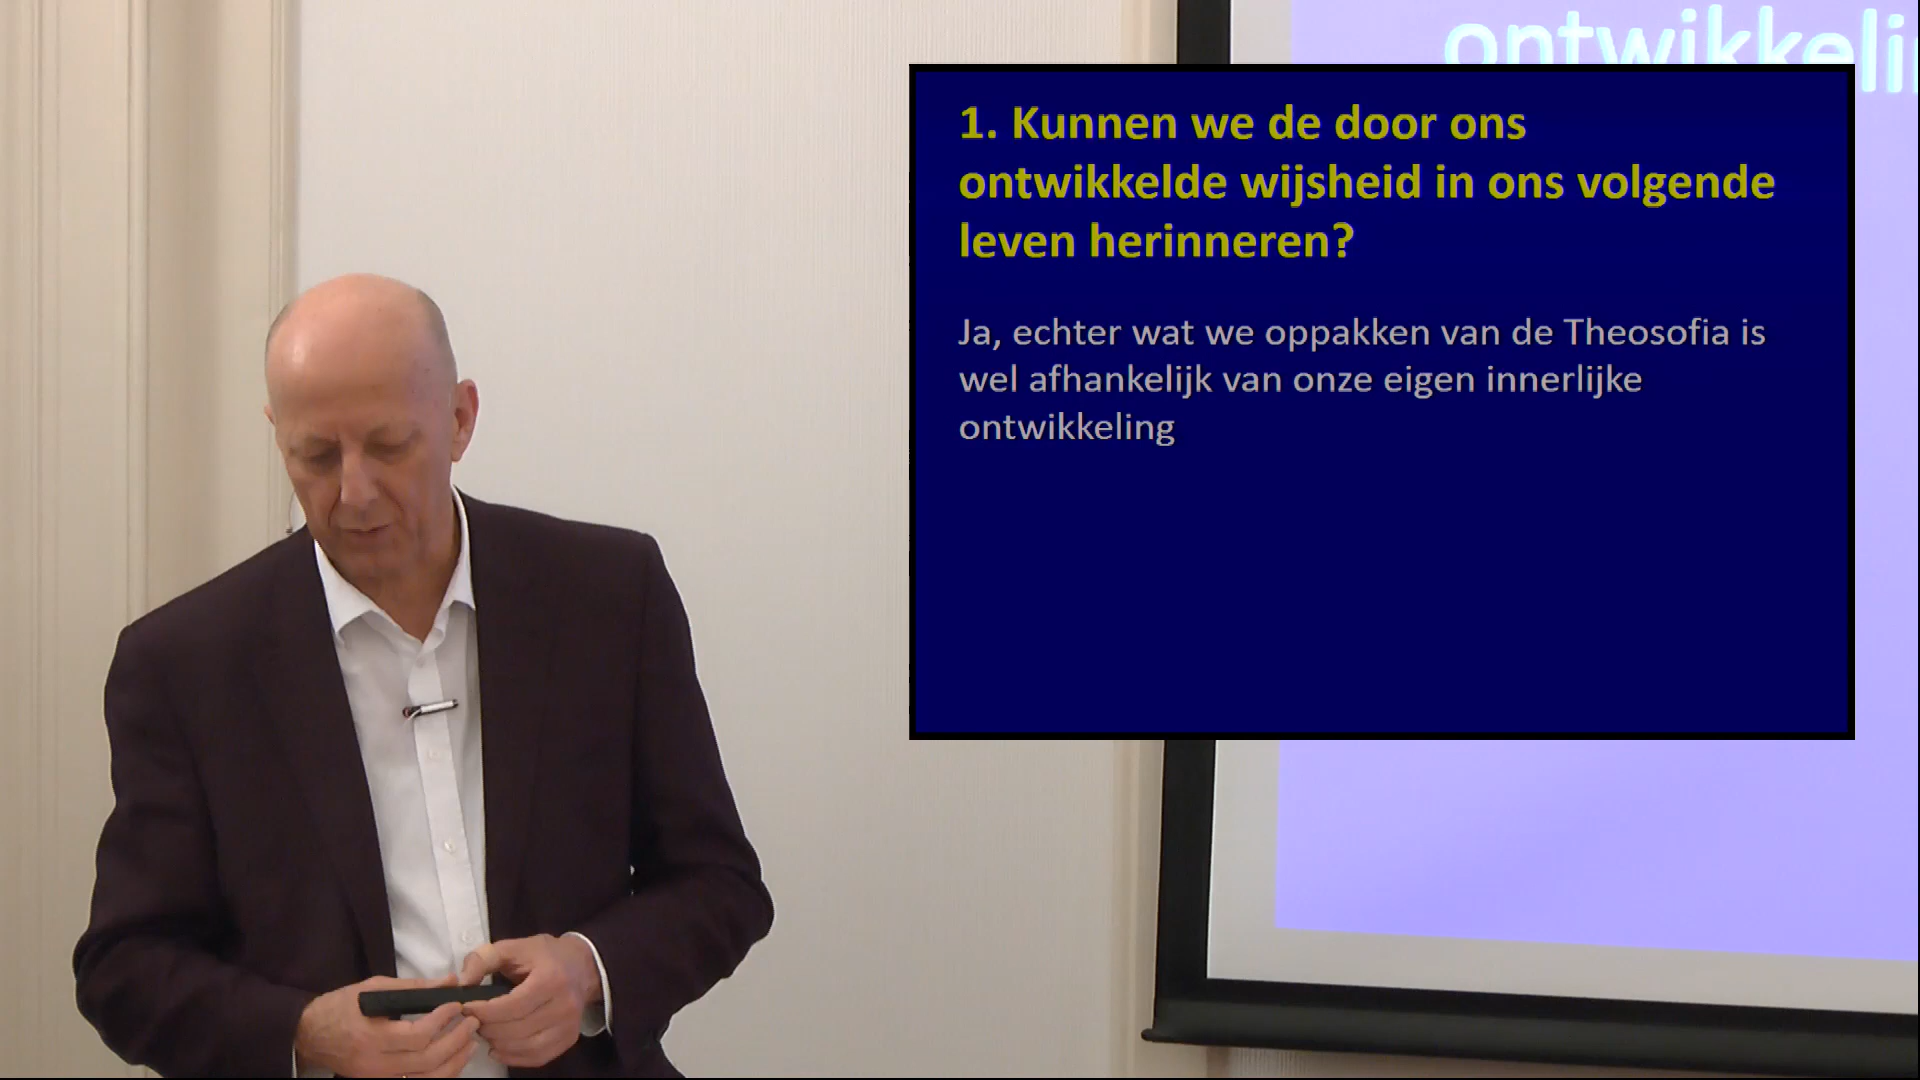 1. Kunnen we de door ons
ontwikkelde wijsheid in ons volgende
leven herinneren?
Ja, echter wat we oppakken van de Theosofia is
wel afhankelijk van onze eigen innerlijke
ontwikkeling